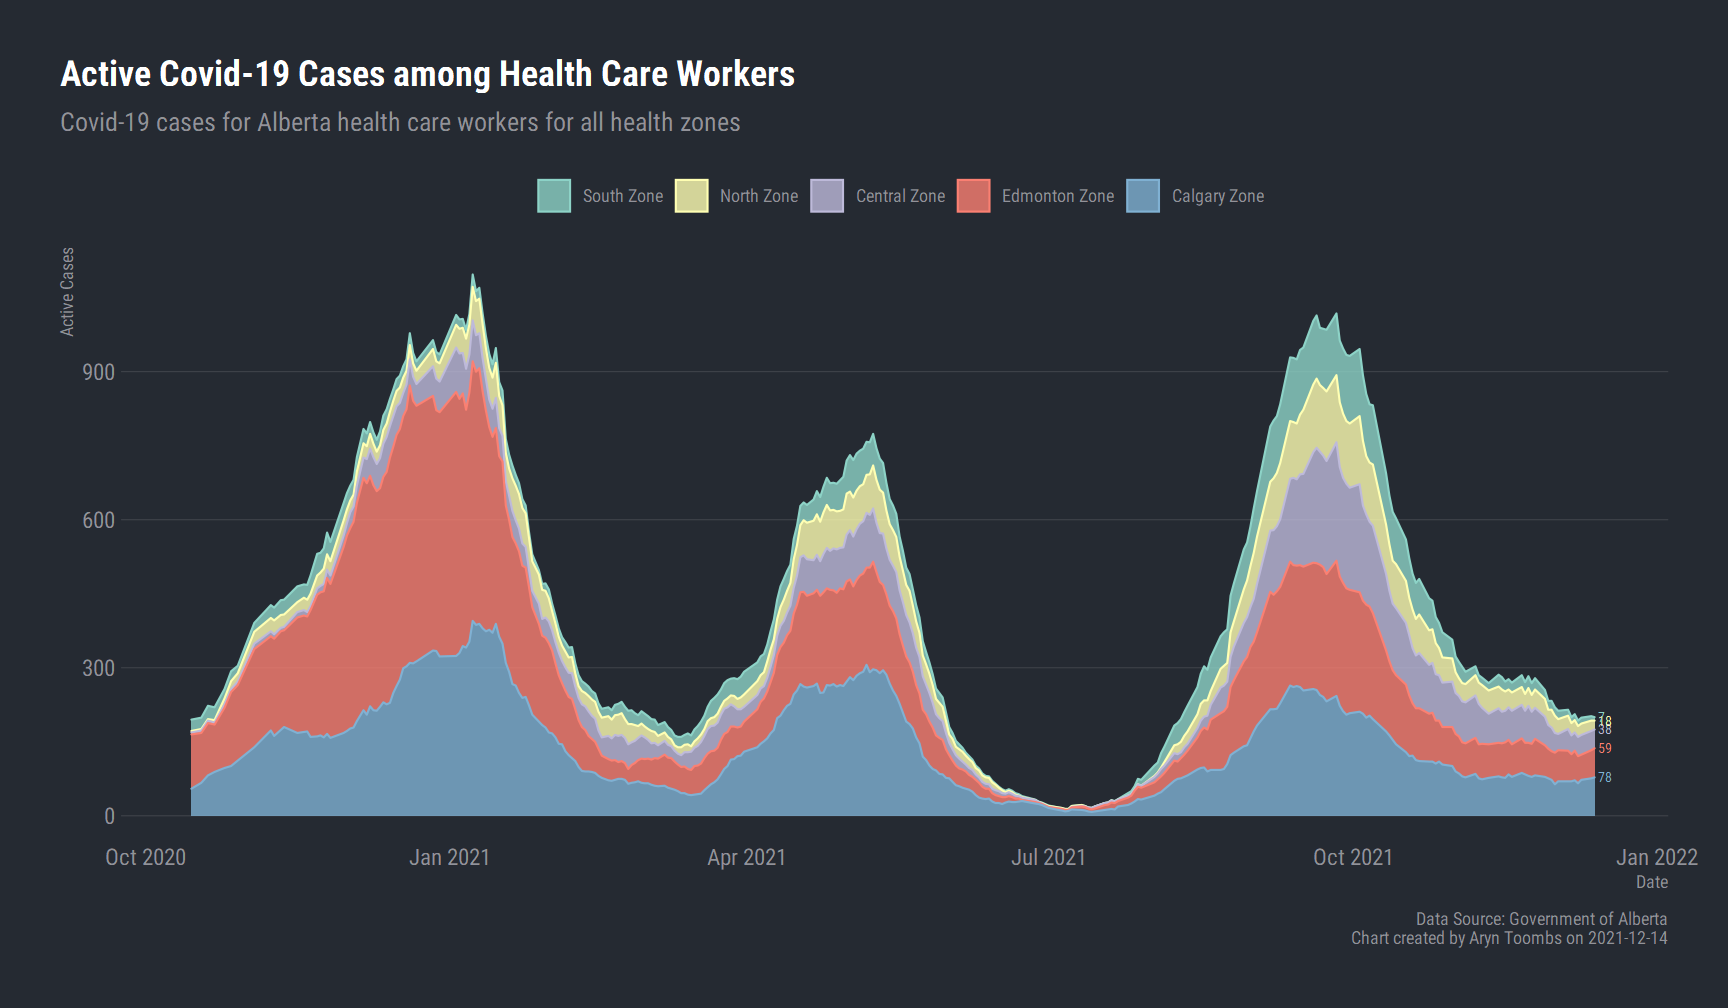 Active Covid-19 Cases among Health Care Workers
Covid-19 cases for Alberta health care workers for all health zones
South Zone North Zone Central Zone Edmonton Zone Calgary Zone
Active Cases
900
600
300
0
7
18
38
59
78
Oct 2020 Jan 2021 Apr 2021 Jul 2021 Oct 2021 Jan 2022
Date
Data Source: Government of Alberta
Chart created by Aryn Toombs on 2021-12-14